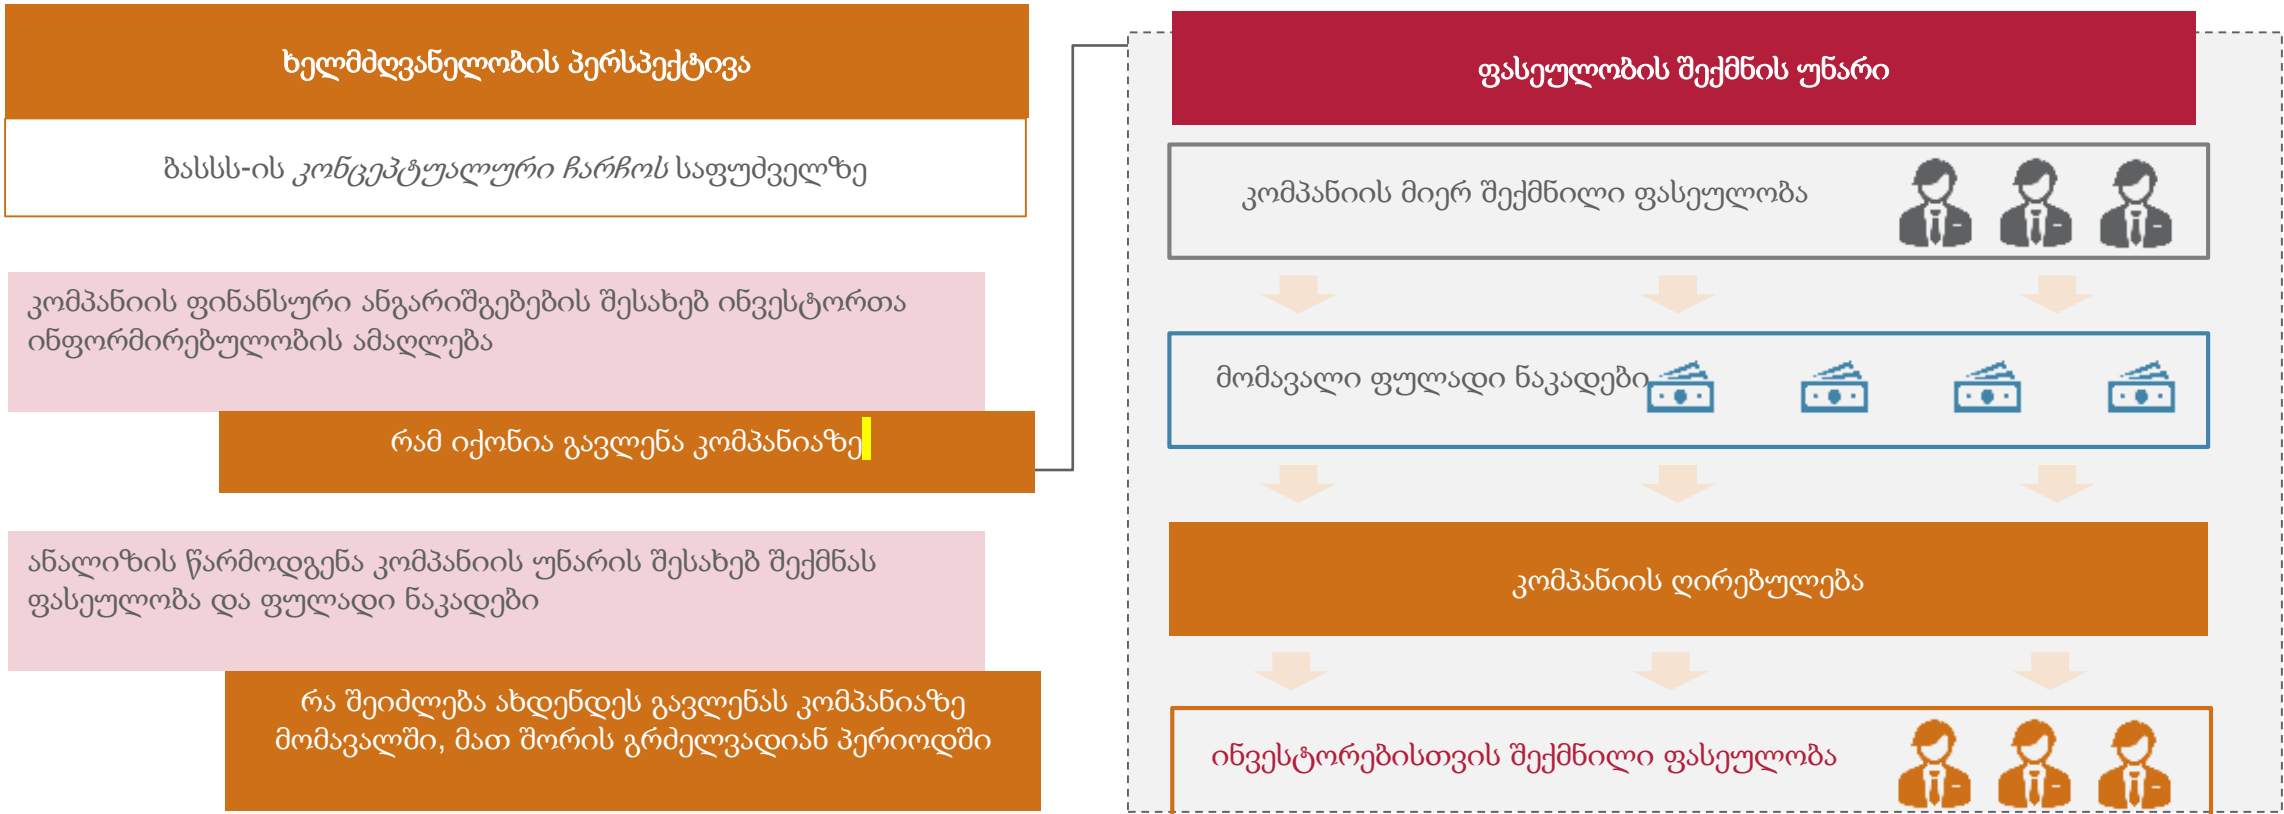 ხელმძღვანელობის პერსპექტივა
ბასსს-ის კონცეპტუალური ჩარჩოს საფუძველზე
კომპანიის ფინანსური ანგარიშგებების შესახებ ინვესტორთა
ინფორმირებულობის ამაღლება
რამ იქონია გავლენა კომპანიაზე
ანალიზის წარმოდგენა კომპანიის უნარის შესახებ შექმნას
ფასეულობა და ფულადი ნაკადები
რა შეიძლება ახდენდეს გავლენას კომპანიაზე
მომავალში, მათ შორის გრძელვადიან პერიოდში
ფასეულობის შექმნის უნარი
კომპანიის მიერ შექმნილი ფასეულობა
მომავალი ფულადი ნაკადები
კომპანიის ღირებულება
ინვესტორებისთვის შექმნილი ფასეულობა